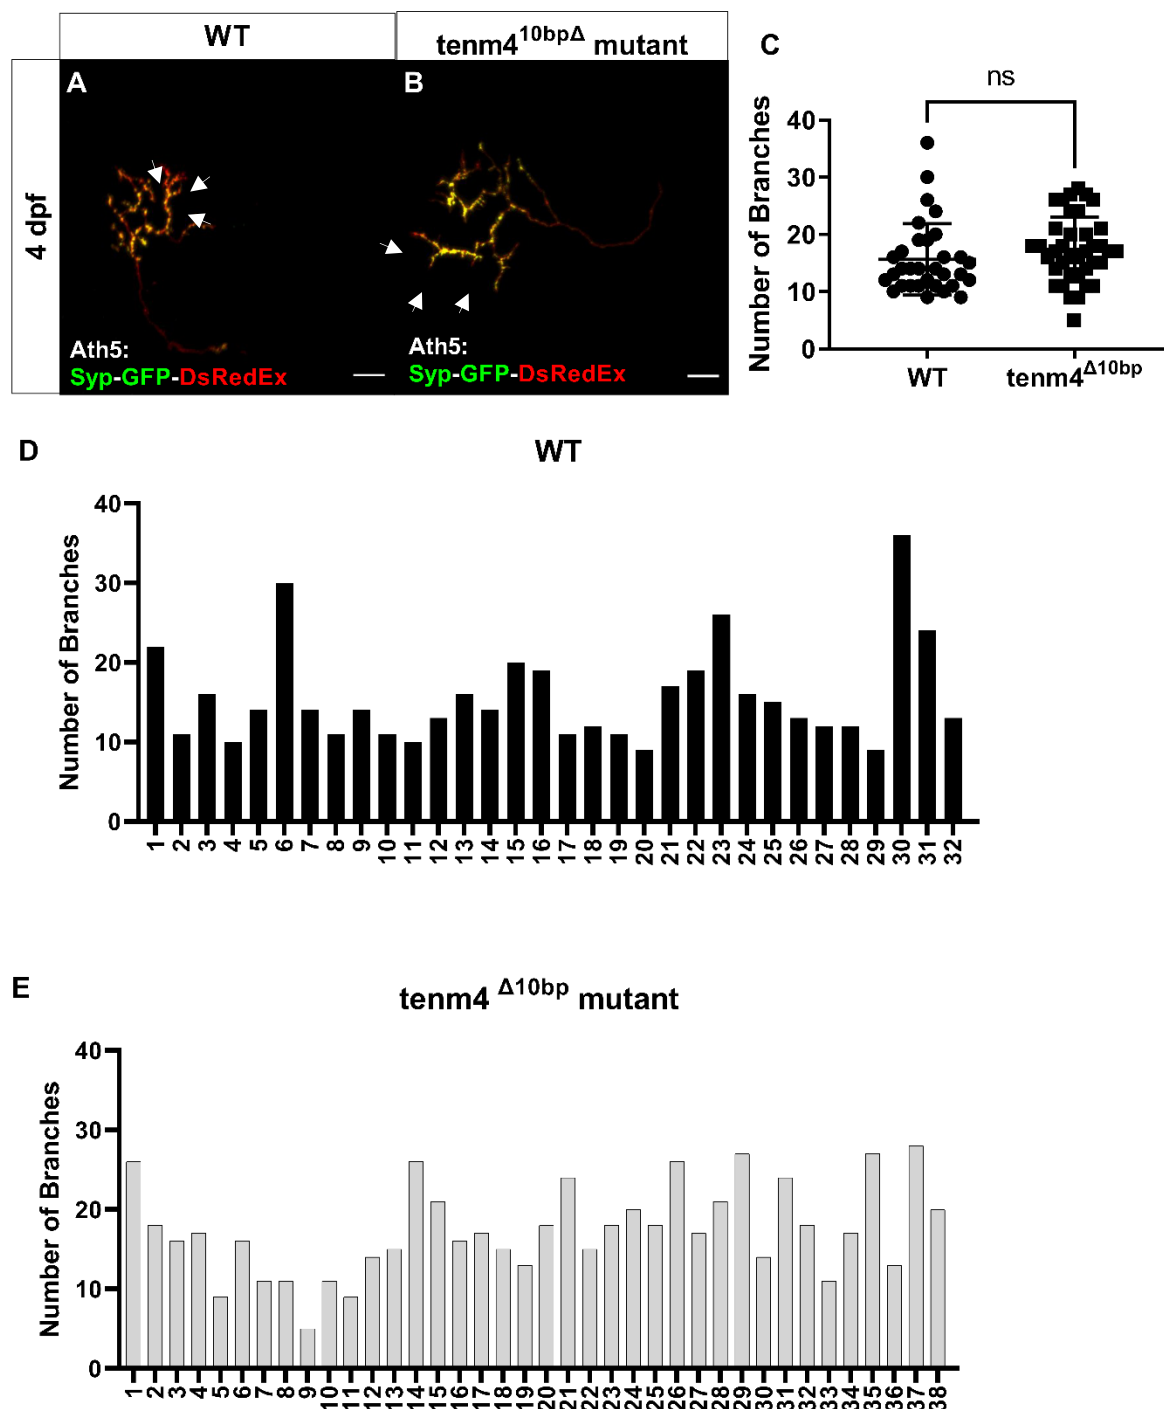 WT
tenm4^10bpΔ mutant
A
B
4 dpf
Ath5:
Syp-GFP-DsRedEx
Ath5:
Syp-GFP-DsRedEx
C
ns
Number of Branches
40
30
20
10
0
WT
tenm4^Δ10bp
D
WT
Number of Branches
40
30
20
10
0
1 2 3 4 5 6 7 8 9 10 11 12 13 14 15 16 17 18 19 20 21 22 23 24 25 26 27 28 29 30 31 32
E
tenm4 ^Δ10bp mutant
Number of Branches
40
30
20
10
0
1 2 3 4 5 6 7 8 9 10 11 12 13 14 15 16 17 18 19 20 21 22 23 24 25 26 27 28 29 30 31 32 33 34 35 36 37 38